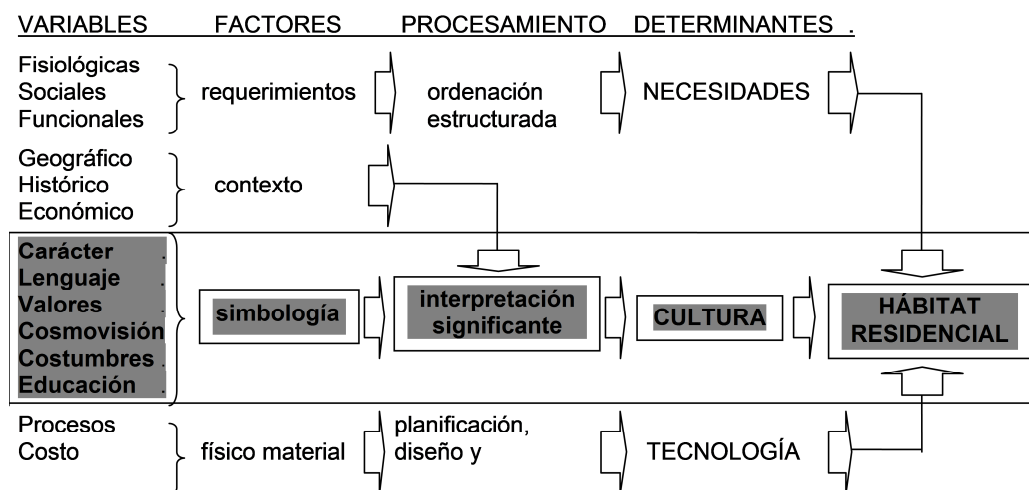 VARIABLES FACTORES PROCESAMIENTO DETERMINANTES .
Fisiológicas
Sociales
Funcionales
requerimientos
ordenación
estructurada
NECESIDADES
Geográfico
Histórico
Económico
contexto
Carácter .
Lenguaje .
Valores .
Cosmovisión
Costumbres .
Educación .
simbología
interpretación
significante
CULTURA
HÁBITAT
RESIDENCIAL
Procesos
Costo
físico material
planificación,
diseño y
TECNOLOGÍA